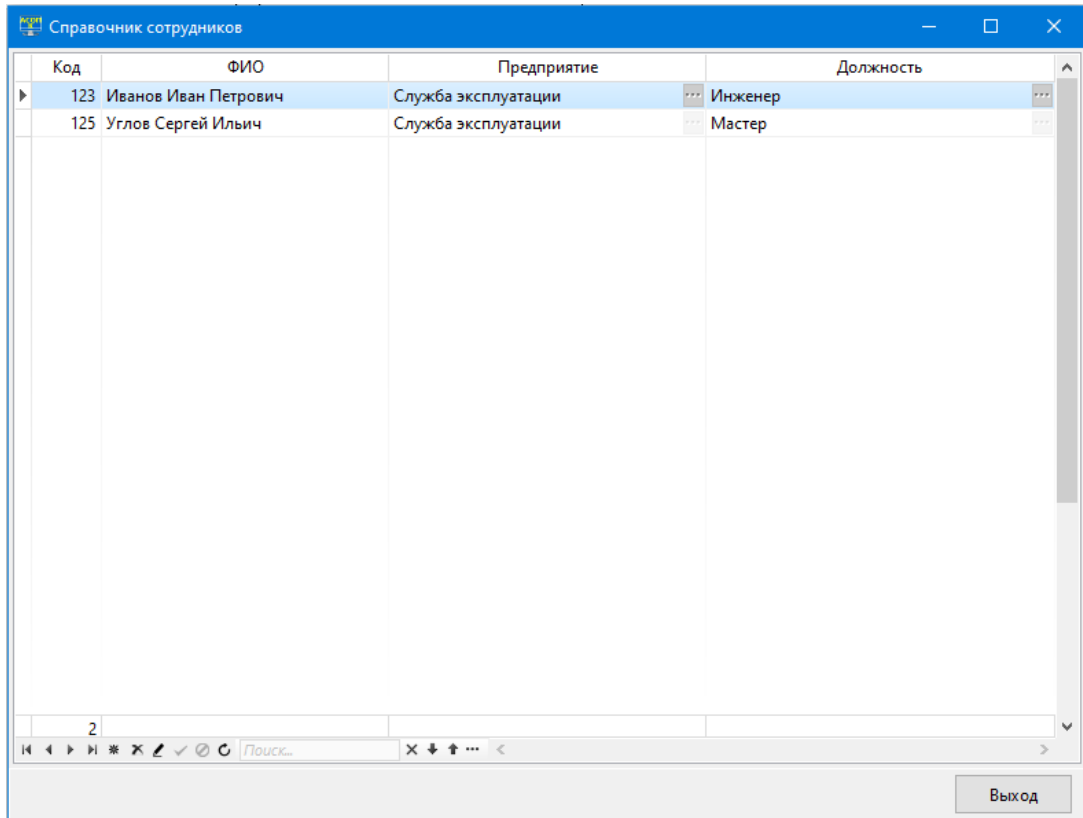 Справочник сотрудников
Код ФИО Предприятие Должность
123 Иванов Иван Петрович Служба эксплуатации ... Инженер ...
125 Углов Сергей Ильич Служба эксплуатации ... Мастер ...
2
Поиск...
Выход